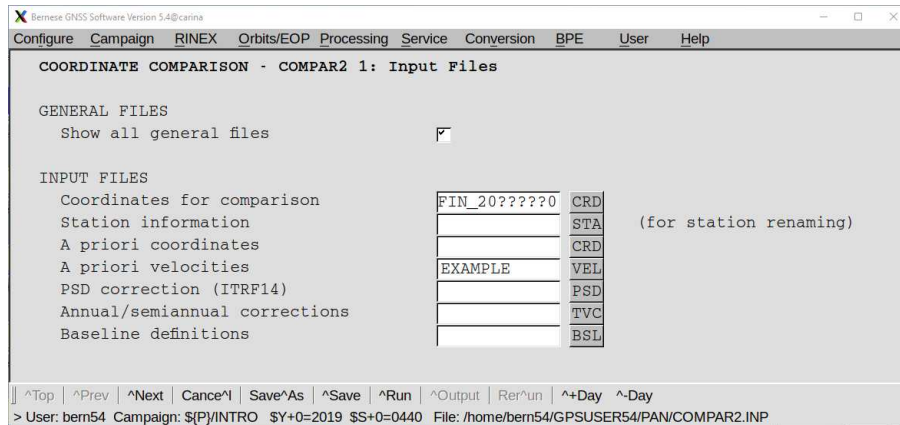 Bernese GNSS Software Version 5.4@carina
Configure Campaign RINEX Orbits/EOP Processing Service Conversion BPE User Help
COORDINATE COMPARISON - COMPAR2 1: Input Files
GENERAL FILES
Show all general files
INPUT FILES
Coordinates for comparison FIN_20?????0 CRD
Station information STA (for station renaming)
A priori coordinates CRD
A priori velocities EXAMPLE VEL
PSD correction (ITRF14) PSD
Annual/semiannual corrections TVC
Baseline definitions BSL
^Top | ^Prev | ^Next | Cance^l | Save^As | ^Save | ^Run | ^Output | Rer^un | ^+Day ^-Day
> User: bern54 Campaign: ${P}/INTRO $Y+0=2019 $S+0=0440 File: /home/bern54/GPSUSER54/PAN/COMPAR2.INP